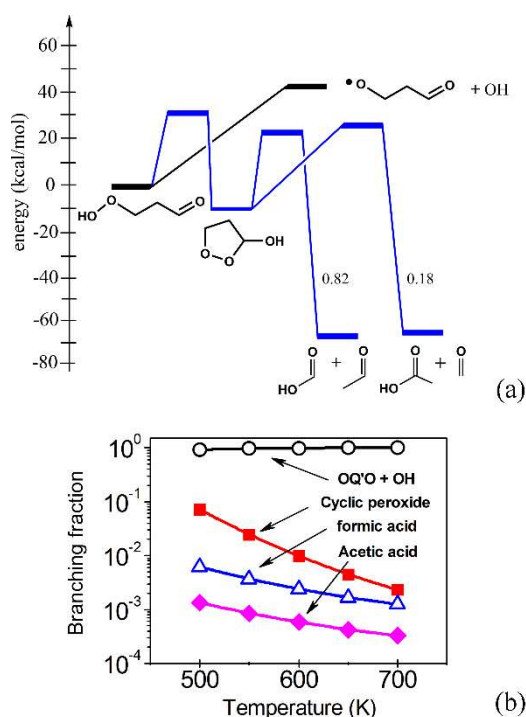 60
40
20
0
-20
-40
-60
-80
energy (kcal/mol)
•O O + OH
HO O O
O O OH
0.82 0.18
O O O O
+ +
HO HO
(a)
10⁰
10⁻¹
10⁻²
10⁻³
10⁻⁴
Branching fraction
OQ'O + OH
Cyclic peroxide
formic acid
Acetic acid
500 600 700
Temperature (K)
(b)